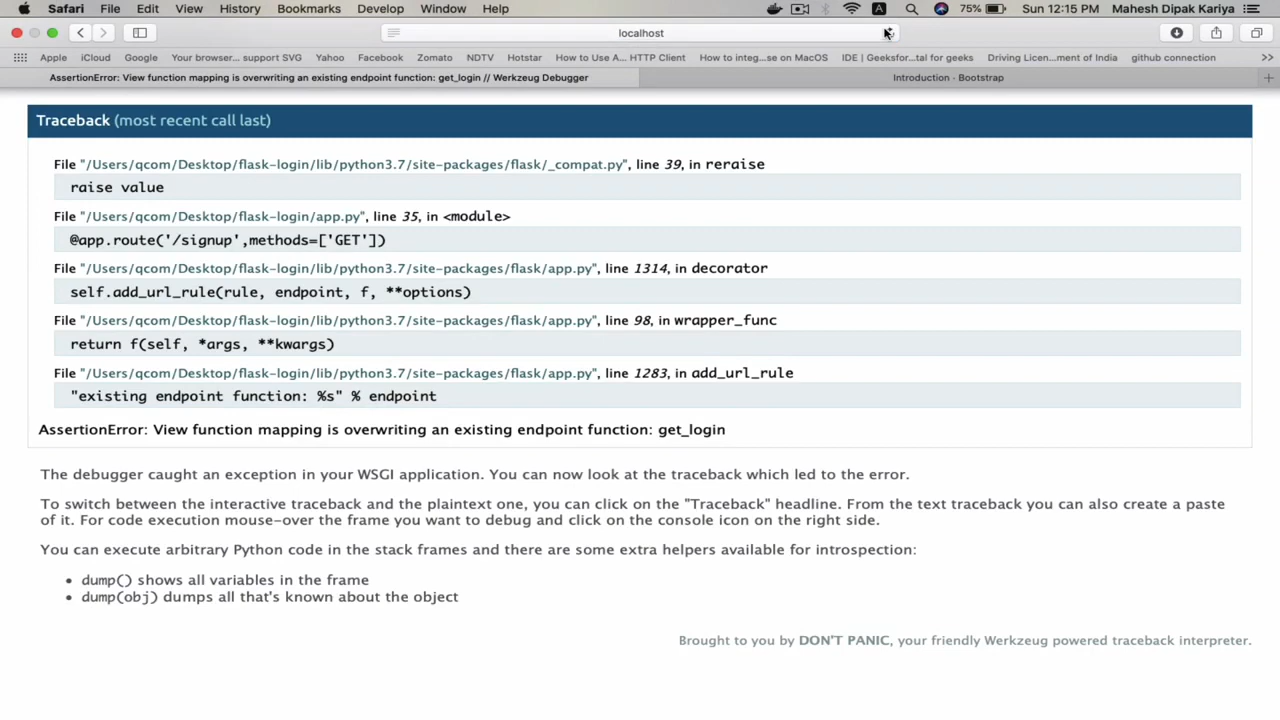 Safari File Edit View History Bookmarks Develop Window Help A 75% Sun 12:15 PM Mahesh Dipak Kariya
localhost
Apple iCloud Google Your browser... support SVG Yahoo Facebook Zomato NDTV Hotstar How to Use A... HTTP Client How to integ...se on MacOS IDE | Geeksfor...tal for geeks Driving Licen...ment of India github connection >>
AssertionError: View function mapping is overwriting an existing endpoint function: get_login // Werkzeug Debugger Introduction · Bootstrap +
Traceback (most recent call last)
File "/Users/qcom/Desktop/flask-login/lib/python3.7/site-packages/flask/_compat.py", line 39, in reraise
raise value
File "/Users/qcom/Desktop/flask-login/app.py", line 35, in <module>
@app.route('/signup',methods=['GET'])
File "/Users/qcom/Desktop/flask-login/lib/python3.7/site-packages/flask/app.py", line 1314, in decorator
self.add_url_rule(rule, endpoint, f, **options)
File "/Users/qcom/Desktop/flask-login/lib/python3.7/site-packages/flask/app.py", line 98, in wrapper_func
return f(self, *args, **kwargs)
File "/Users/qcom/Desktop/flask-login/lib/python3.7/site-packages/flask/app.py", line 1283, in add_url_rule
"existing endpoint function: %s" % endpoint
AssertionError: View function mapping is overwriting an existing endpoint function: get_login
The debugger caught an exception in your WSGI application. You can now look at the traceback which led to the error.
To switch between the interactive traceback and the plaintext one, you can click on the "Traceback" headline. From the text traceback you can also create a paste
of it. For code execution mouse-over the frame you want to debug and click on the console icon on the right side.
You can execute arbitrary Python code in the stack frames and there are some extra helpers available for introspection:
• dump() shows all variables in the frame
• dump(obj) dumps all that's known about the object
Brought to you by DON'T PANIC, your friendly Werkzeug powered traceback interpreter.